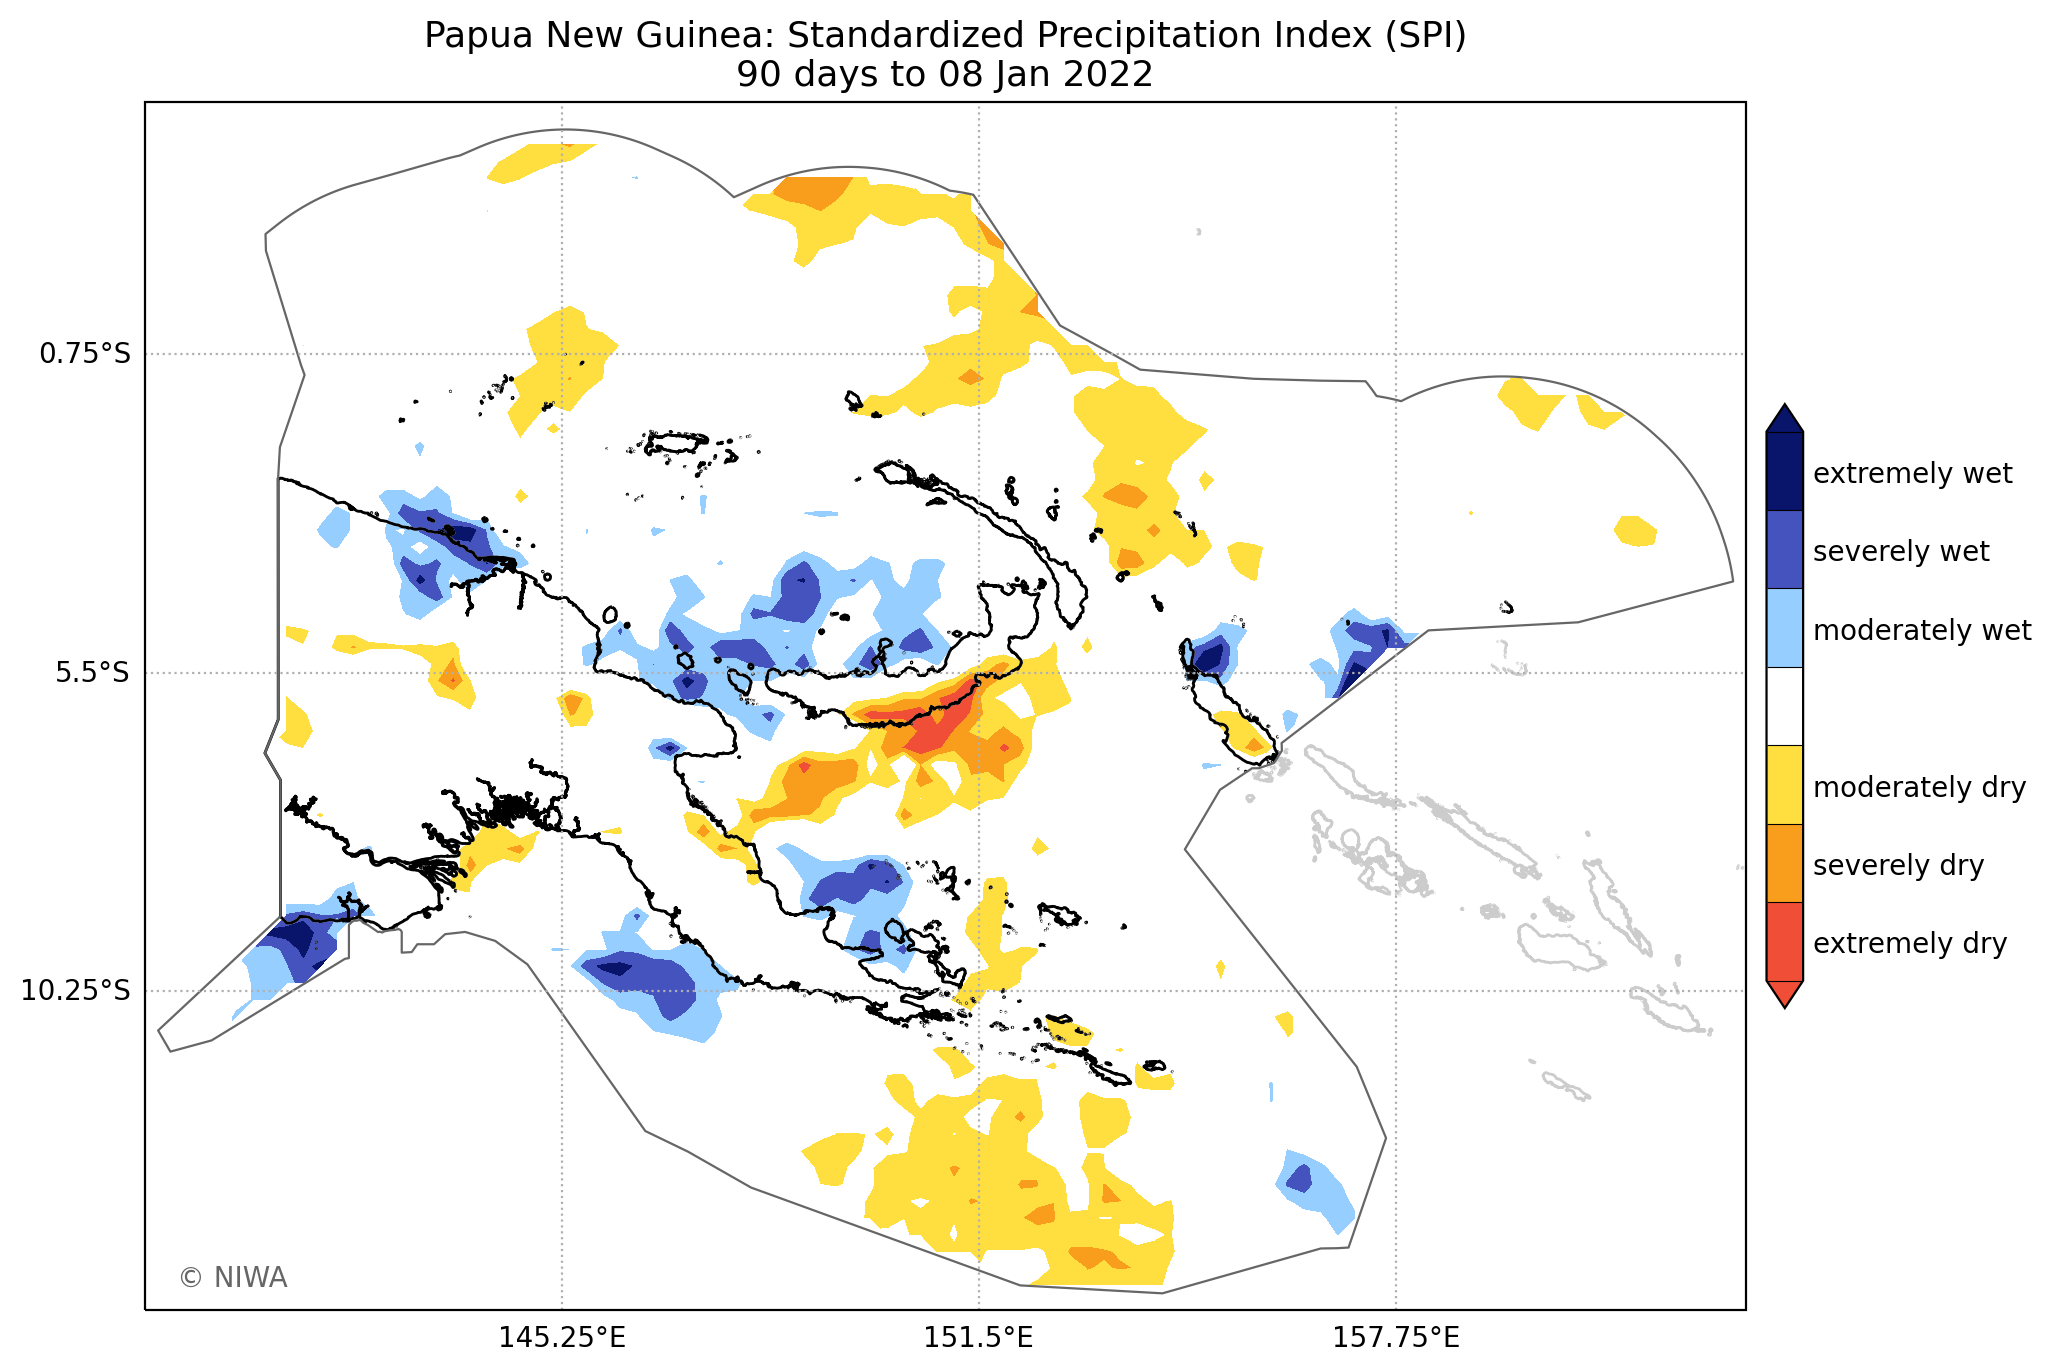 Papua New Guinea: Standardized Precipitation Index (SPI)
90 days to 08 Jan 2022
0.75°S
5.5°S
10.25°S
145.25°E
151.5°E
157.75°E
extremely wet
severely wet
moderately wet
moderately dry
severely dry
extremely dry
© NIWA